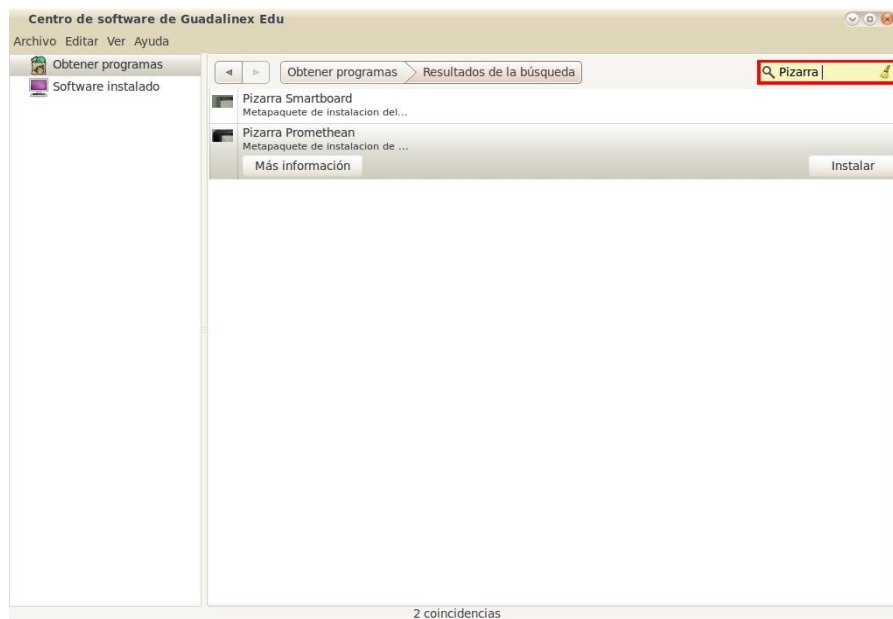 Centro de software de Guadalinex Edu
Archivo Editar Ver Ayuda
Obtener programas
Software instalado
Obtener programas Resultados de la búsqueda
Pizarra
Pizarra Smartboard
Metapaquete de instalacion del...
Pizarra Promethean
Metapaquete de instalacion de ...
Más información Instalar
2 coincidencias